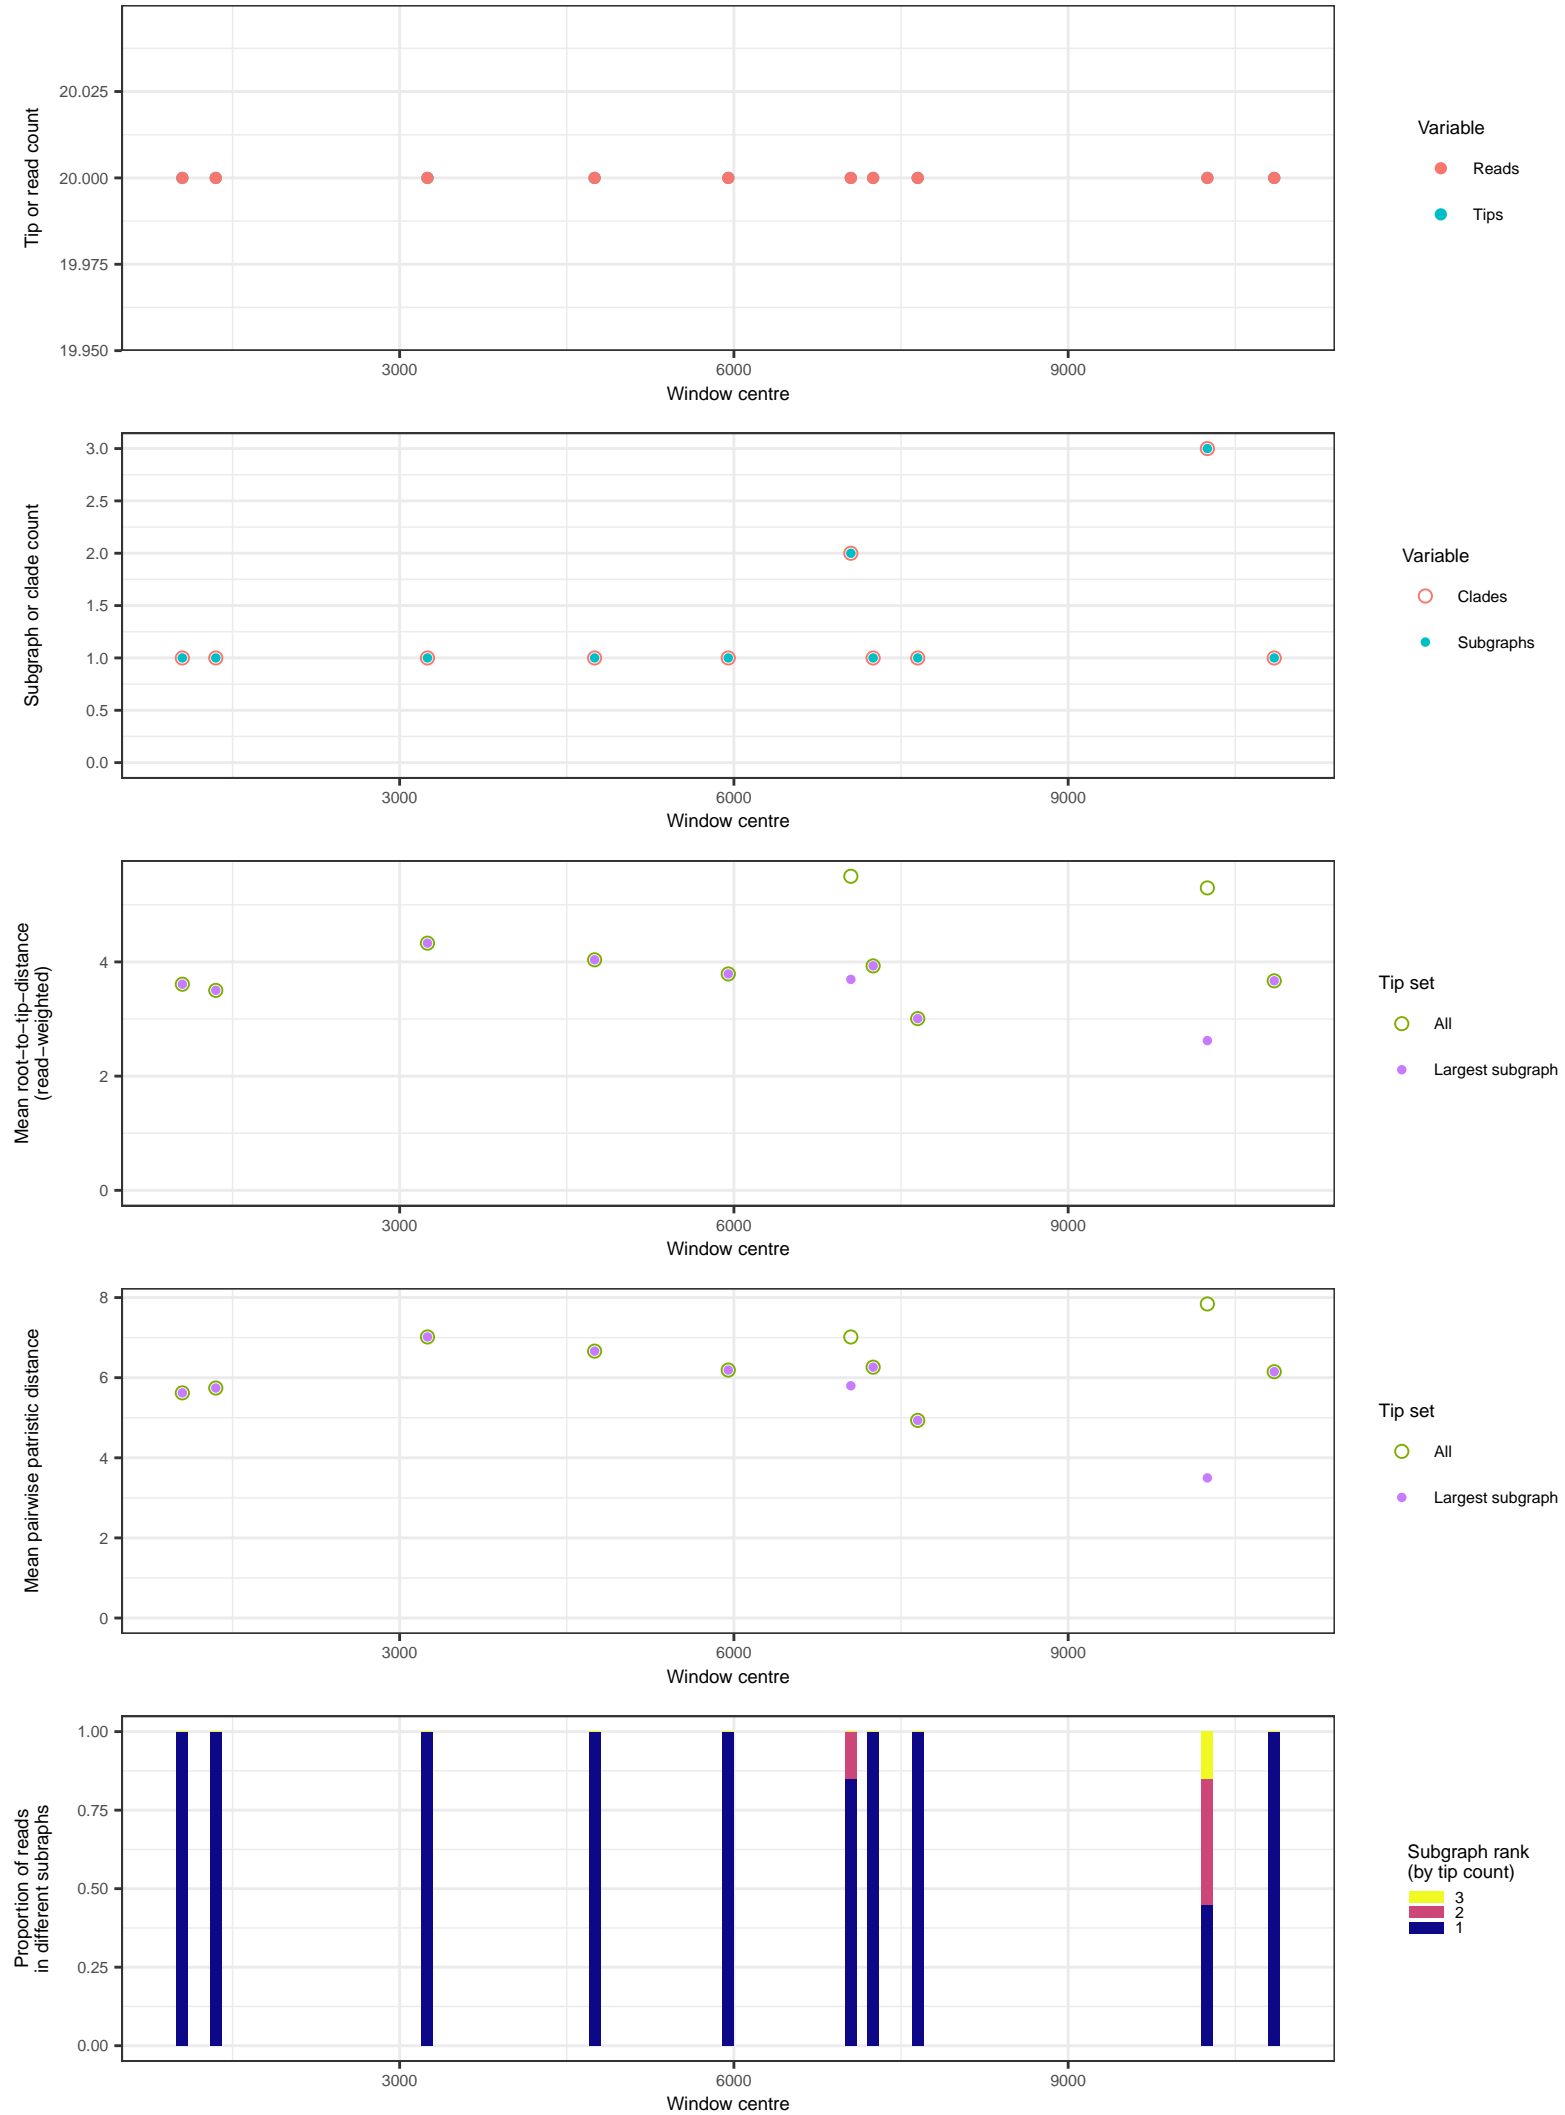 20.025
20.000
19.975
19.950
Tip or read count
3000
6000
9000
Window centre
Variable
Reads
Tips
3.0
2.5
2.0
1.5
1.0
0.5
0.0
Subgraph or clade count
3000
6000
9000
Window centre
Variable
Clades
Subgraphs
4
2
0
Mean root−to−tip−distance
(read−weighted)
3000
6000
9000
Window centre
Tip set
All
Largest subgraph
8
6
4
2
0
Mean pairwise patristic distance
3000
6000
9000
Window centre
Tip set
All
Largest subgraph
1.00
0.75
0.50
0.25
0.00
Proportion of reads
in different subraphs
3000
6000
9000
Window centre
Subgraph rank
(by tip count)
3
2
1